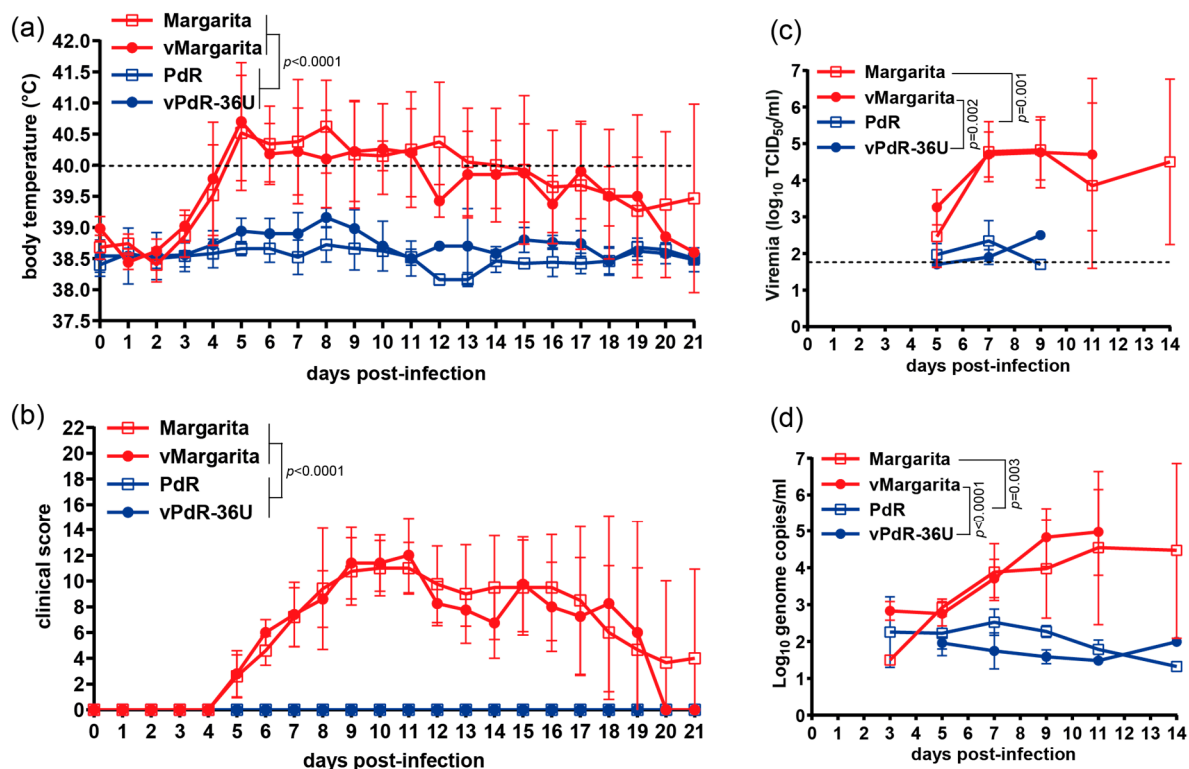 (a)
Margarita
vMargarita
PdR
vPdR-36U
p<0.0001
42.0
41.5
41.0
40.5
40.0
39.5
39.0
38.5
38.0
37.5
body temperature (°C)
0 1 2 3 4 5 6 7 8 9 10 11 12 13 14 15 16 17 18 19 20 21
days post-infection
(b)
Margarita
vMargarita
PdR
vPdR-36U
p<0.0001
22
20
18
16
14
12
10
8
6
4
2
0
clinical score
0 1 2 3 4 5 6 7 8 9 10 11 12 13 14 15 16 17 18 19 20 21
days post-infection
(c)
Margarita
vMargarita
PdR
vPdR-36U
p=0.001
p=0.002
7
6
5
4
3
2
1
0
Viremia (log10 TCID50/ml)
0 1 2 3 4 5 6 7 8 9 10 11 12 13 14
days post-infection
(d)
Margarita
vMargarita
PdR
vPdR-36U
p=0.003
p<0.0001
7
6
5
4
3
2
1
0
Log10 genome copies/ml
0 1 2 3 4 5 6 7 8 9 10 11 12 13 14
days post-infection